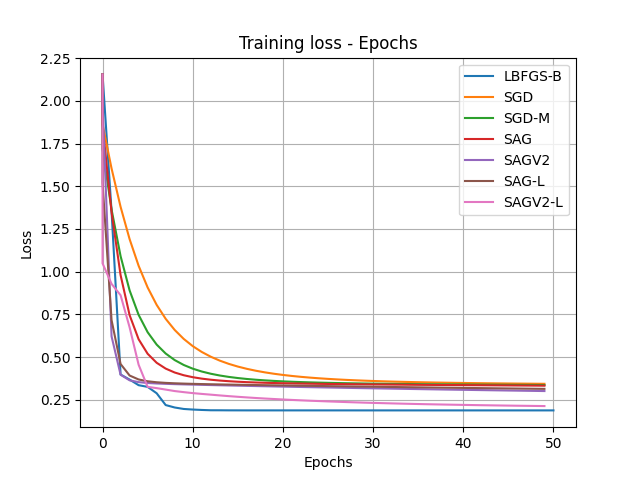 Training loss - Epochs
2.25
2.00
1.75
1.50
1.25
1.00
0.75
0.50
0.25
Loss
LBFGS-B
SGD
SGD-M
SAG
SAGV2
SAG-L
SAGV2-L
0 10 20 30 40 50
Epochs